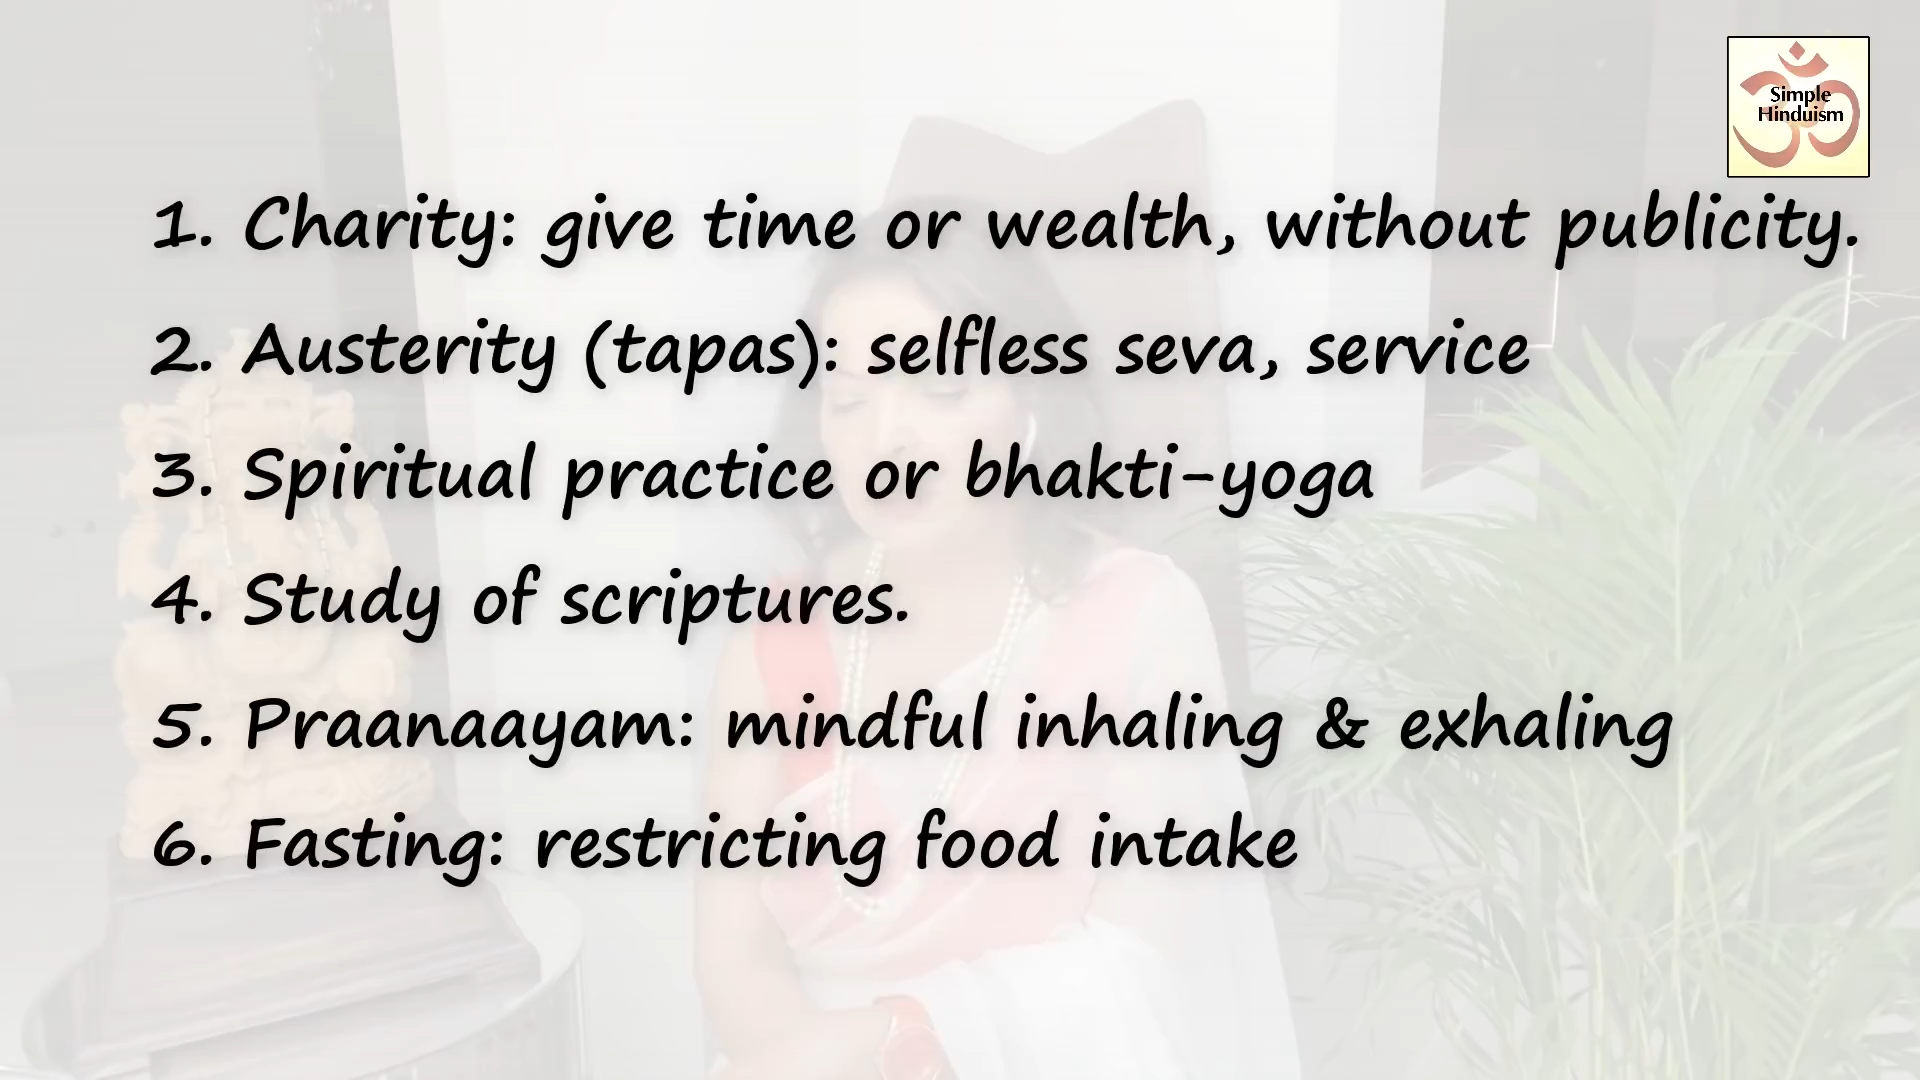 Simple
Hinduism
1. Charity: give time or wealth, without publicity.
2. Austerity (tapas): selfless seva, service
3. Spiritual practice or bhakti-yoga
4. Study of scriptures.
5. Praanaayam: mindful inhaling & exhaling
6. Fasting: restricting food intake